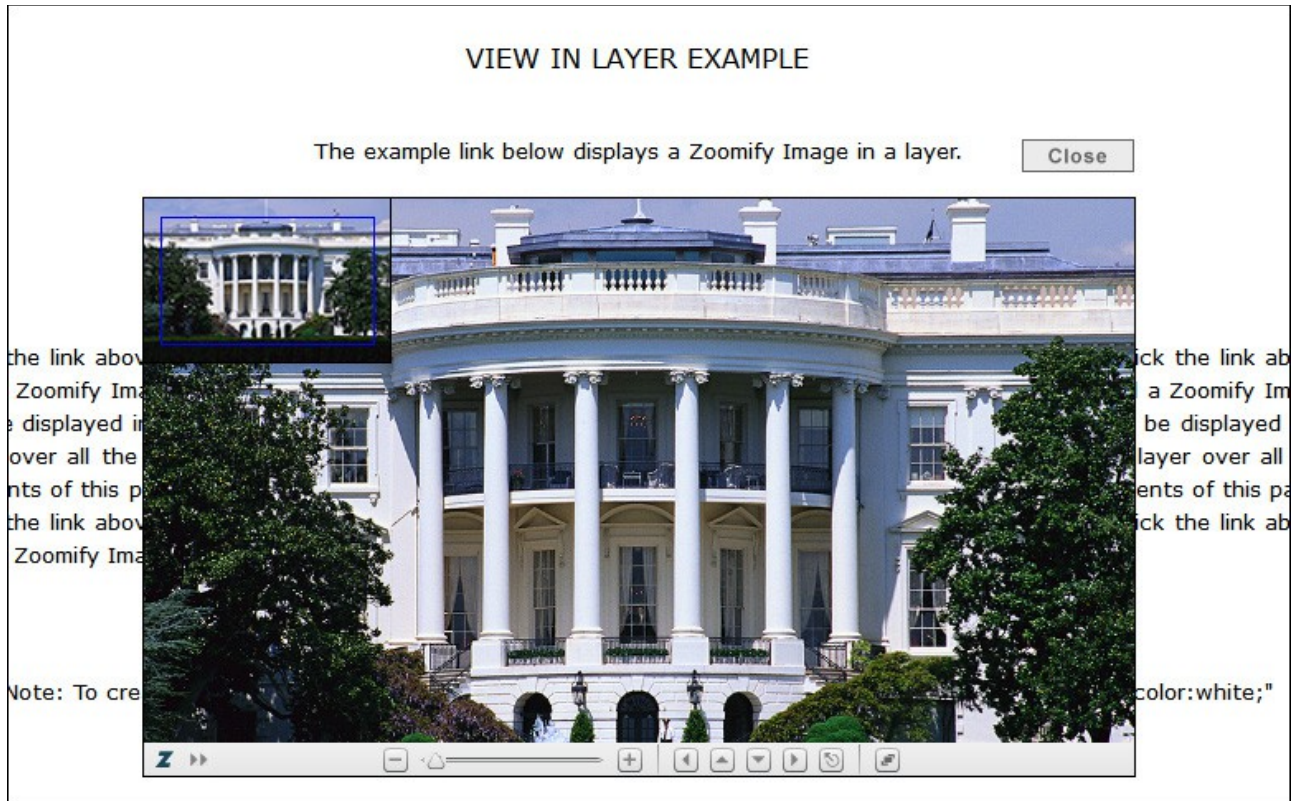 VIEW IN LAYER EXAMPLE
The example link below displays a Zoomify Image in a layer.
Close
the link abov
ick the link ab
Zoomify Ima
a Zoomify Im
e displayed in
be displayed
over all the
layer over all
nts of this p
ents of this pa
the link abov
ick the link ab
Zoomify Ima
Note: To cre
color:white;"
Z